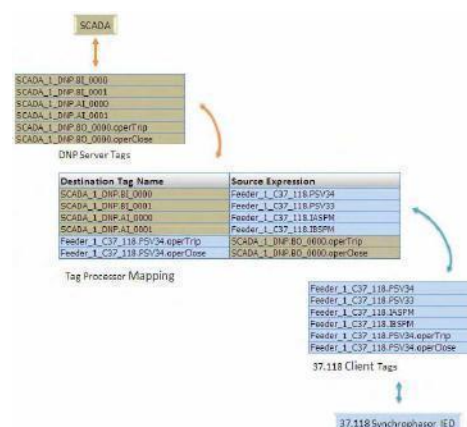 SCADA
SCADA_1_DNP.BI_0000
SCADA_1_DNP.BI_0001
SCADA_1_DNP.AI_0000
SCADA_1_DNP.AI_0001
SCADA_1_DNP.BO_0000.operTrip
SCADA_1_DNP.BO_0000.operClose
DNP Server Tags
Destination Tag Name Source Expression
SCADA_1_DNP.BI_0000 Feeder_1_C37_118.PSV34
SCADA_1_DNP.BI_0001 Feeder_1_C37_118.PSV33
SCADA_1_DNP.AI_0000 Feeder_1_C37_118.IASPM
SCADA_1_DNP.AI_0001 Feeder_1_C37_118.IBSPM
Feeder_1_C37_118.PSV34.operTrip SCADA_1_DNP.BO_0000.operTrip
Feeder_1_C37_118.PSV34.operClose SCADA_1_DNP.BO_0000.operClose
Tag Processor Mapping
Feeder_1_C37_118.PSV34
Feeder_1_C37_118.PSV33
Feeder_1_C37_118.IASPM
Feeder_1_C37_118.IBSPM
Feeder_1_C37_118.PSV34.operTrip
Feeder_1_C37_118.PSV34.operClose
37.118 Client Tags
37.118 Synchrophasor IED